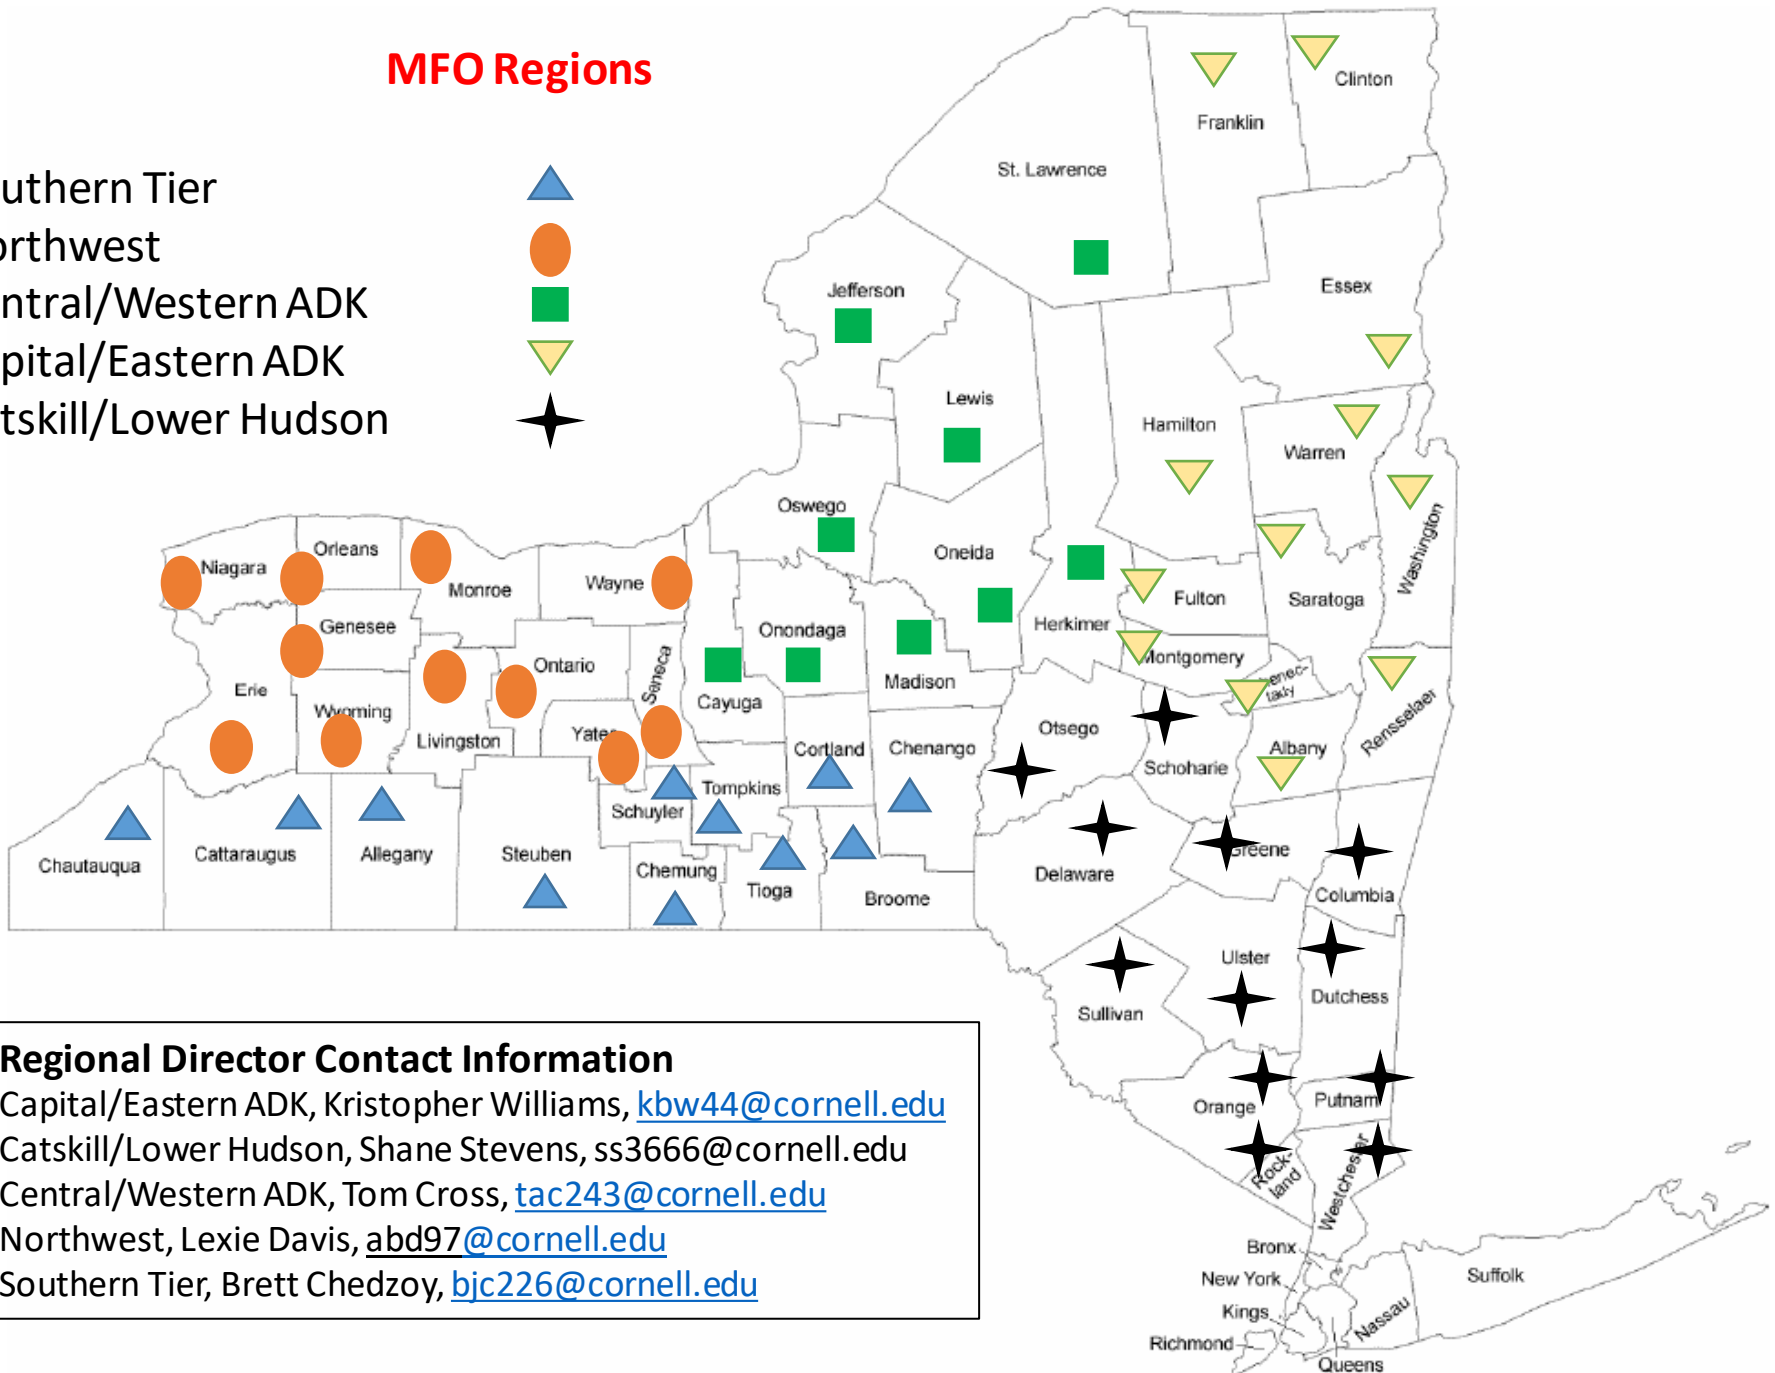 MFO Regions
uthern Tier
orthwest
ntral/Western ADK
pital/Eastern ADK
tskill/Lower Hudson
Clinton
Franklin
St. Lawrence
Essex
Jefferson
Lewis
Hamilton
Warren
Washington
Oswego
Oneida
Herkimer
Fulton
Saratoga
Montgomery
enec-
tady
Niagara
Orleans
Monroe
Wayne
Genesee
Onondaga
Ontario
Seneca
Cayuga
Madison
Erie
Wyoming
Livingston
Yates
Cortland
Chenango
Otsego
Schoharie
Albany
Rensselaer
Tompkins
Schuyler
Chautauqua
Cattaraugus
Allegany
Steuben
Chemung
Tioga
Broome
Delaware
Greene
Columbia
Ulster
Sullivan
Dutchess
Orange
Putnam
Rock-
land
Westchester
Bronx
New York
Kings
Richmond
Queens
Nassau
Suffolk
Regional Director Contact Information
Capital/Eastern ADK, Kristopher Williams, kbw44@cornell.edu
Catskill/Lower Hudson, Shane Stevens, ss3666@cornell.edu
Central/Western ADK, Tom Cross, tac243@cornell.edu
Northwest, Lexie Davis, abd97@cornell.edu
Southern Tier, Brett Chedzoy, bjc226@cornell.edu